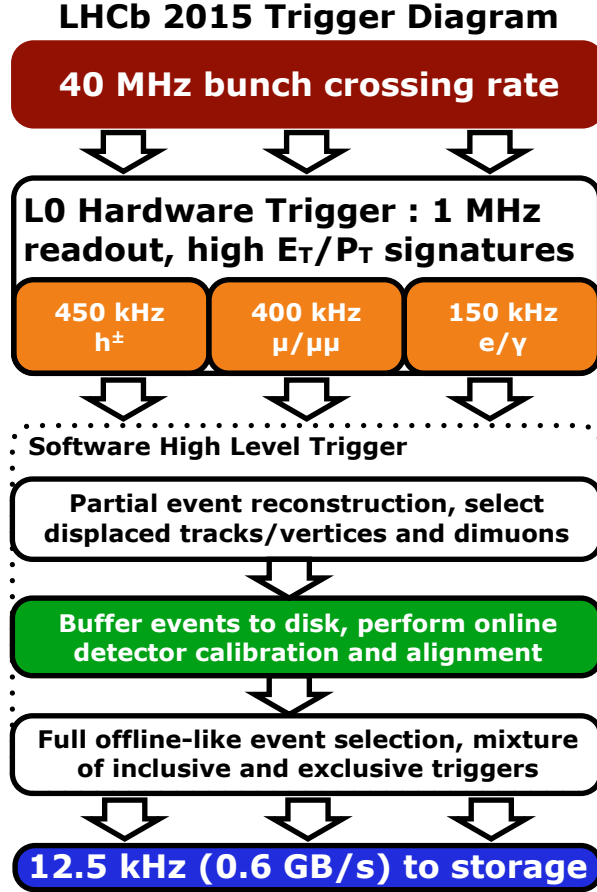 LHCb 2015 Trigger Diagram
40 MHz bunch crossing rate
L0 Hardware Trigger : 1 MHz
readout, high E_T/P_T signatures
450 kHz
h±
400 kHz
μ/μμ
150 kHz
e/γ
Software High Level Trigger
Partial event reconstruction, select
displaced tracks/vertices and dimuons
Buffer events to disk, perform online
detector calibration and alignment
Full offline-like event selection, mixture
of inclusive and exclusive triggers
12.5 kHz (0.6 GB/s) to storage